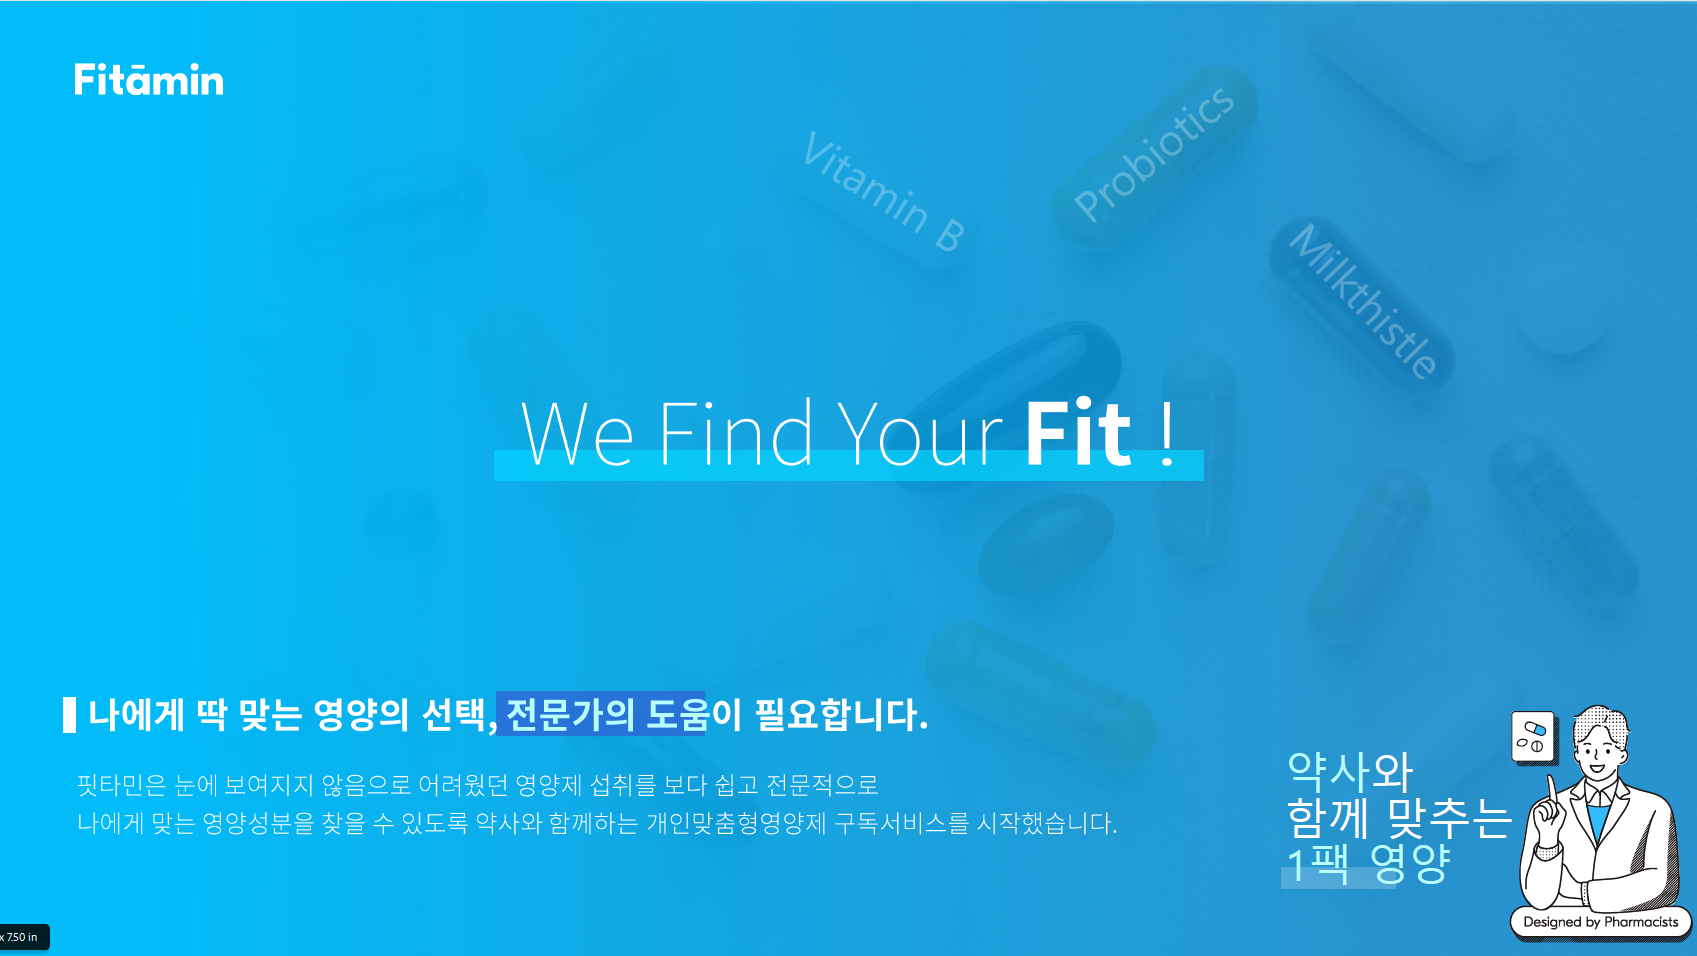 Fitāmin
Vitamin B
Probiotics
Milkthistle
We Find Your Fit !
나에게 딱 맞는 영양의 선택, 전문가의 도움이 필요합니다.
핏타민은 눈에 보여지지 않음으로 어려웠던 영양제 섭취를 보다 쉽고 전문적으로
나에게 맞는 영양성분을 찾을 수 있도록 약사와 함께하는 개인맞춤형영양제 구독서비스를 시작했습니다.
약사와
함께 맞추는
1팩 영양
Designed by Pharmacists
x 7.50 in